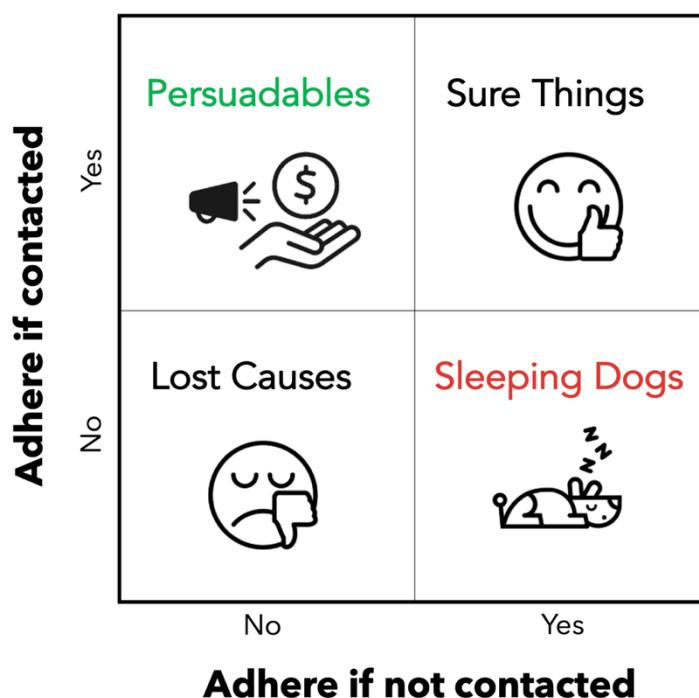 Persuadables
Sure Things
$
Adhere if contacted
Yes
Lost Causes
Sleeping Dogs
z
z
z
No
No
Yes
Adhere if not contacted